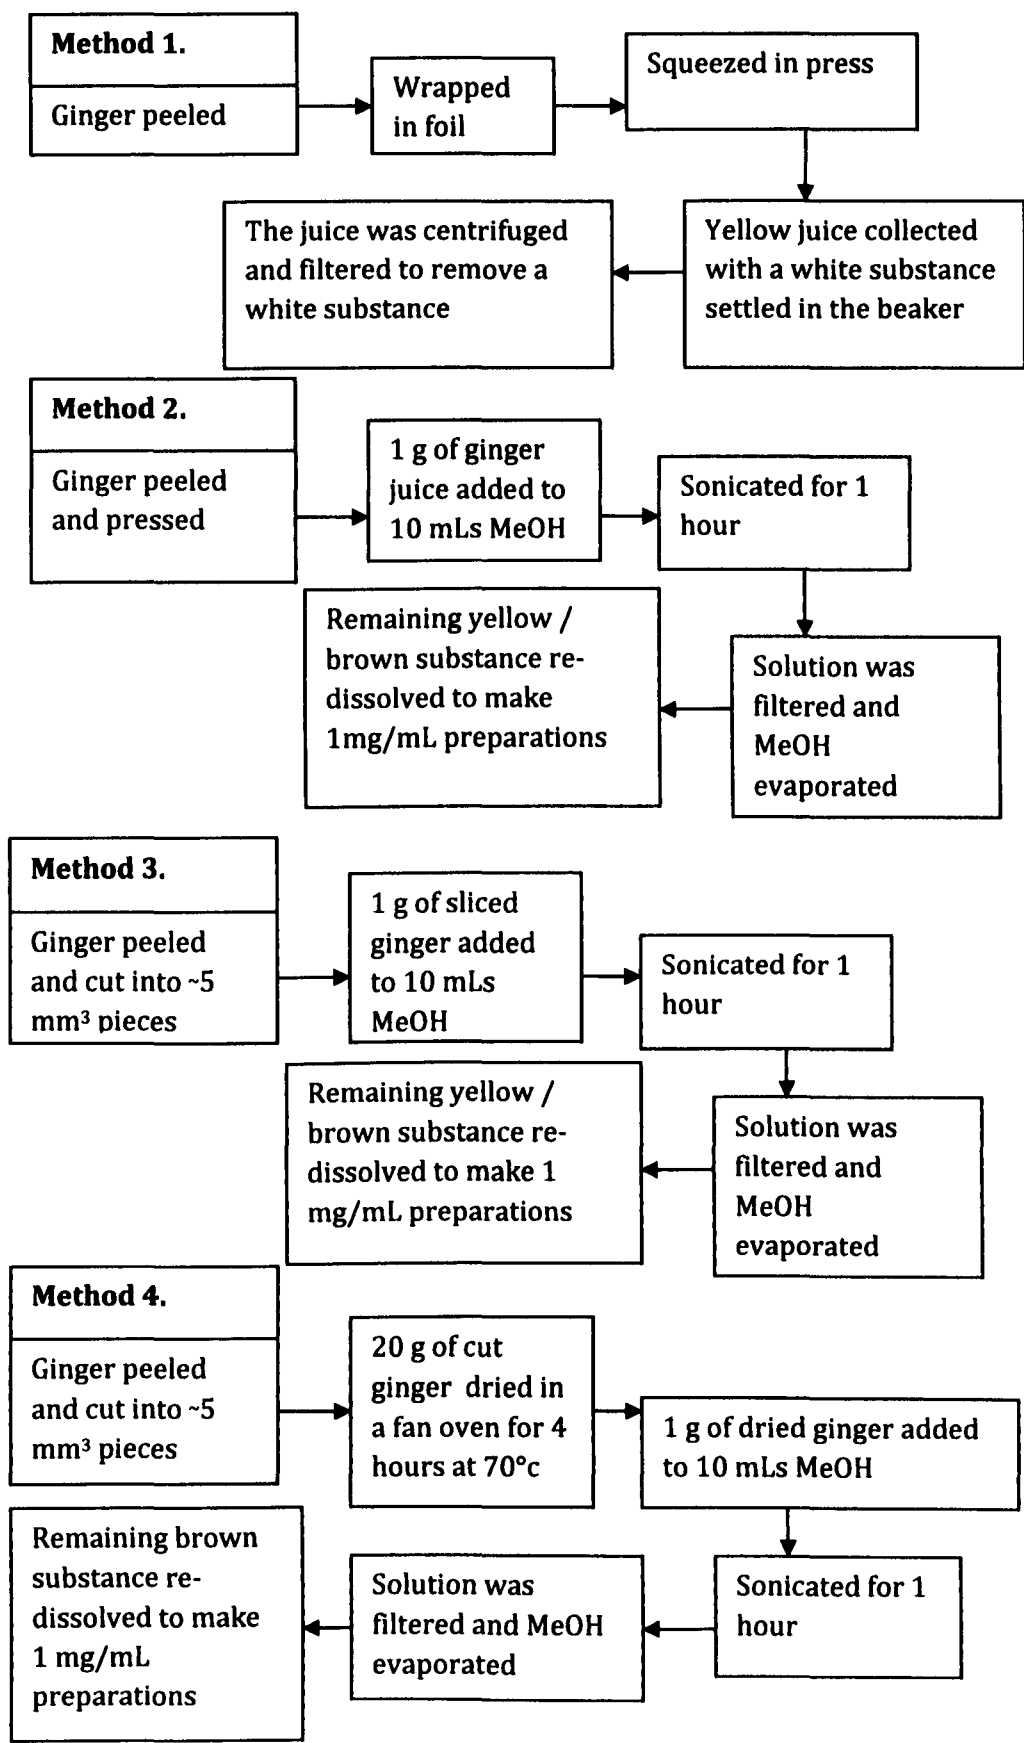 Method 1.
Ginger peeled
Wrapped
in foil
Squeezed in press
Yellow juice collected
with a white substance
settled in the beaker
The juice was centrifuged
and filtered to remove a
white substance
Method 2.
Ginger peeled
and pressed
1 g of ginger
juice added to
10 mLs MeOH
Sonicated for 1
hour
Solution was
filtered and
MeOH
evaporated
Remaining yellow /
brown substance re-
dissolved to make
1mg/mL preparations
Method 3.
Ginger peeled
and cut into ~5
mm³ pieces
1 g of sliced
ginger added
to 10 mLs
MeOH
Sonicated for 1
hour
Solution was
filtered and
MeOH
evaporated
Remaining yellow /
brown substance re-
dissolved to make 1
mg/mL preparations
Method 4.
Ginger peeled
and cut into ~5
mm³ pieces
20 g of cut
ginger dried in
a fan oven for 4
hours at 70°c
1 g of dried ginger added
to 10 mLs MeOH
Sonicated for 1
hour
Solution was
filtered and MeOH
evaporated
Remaining brown
substance re-
dissolved to make
1 mg/mL
preparations